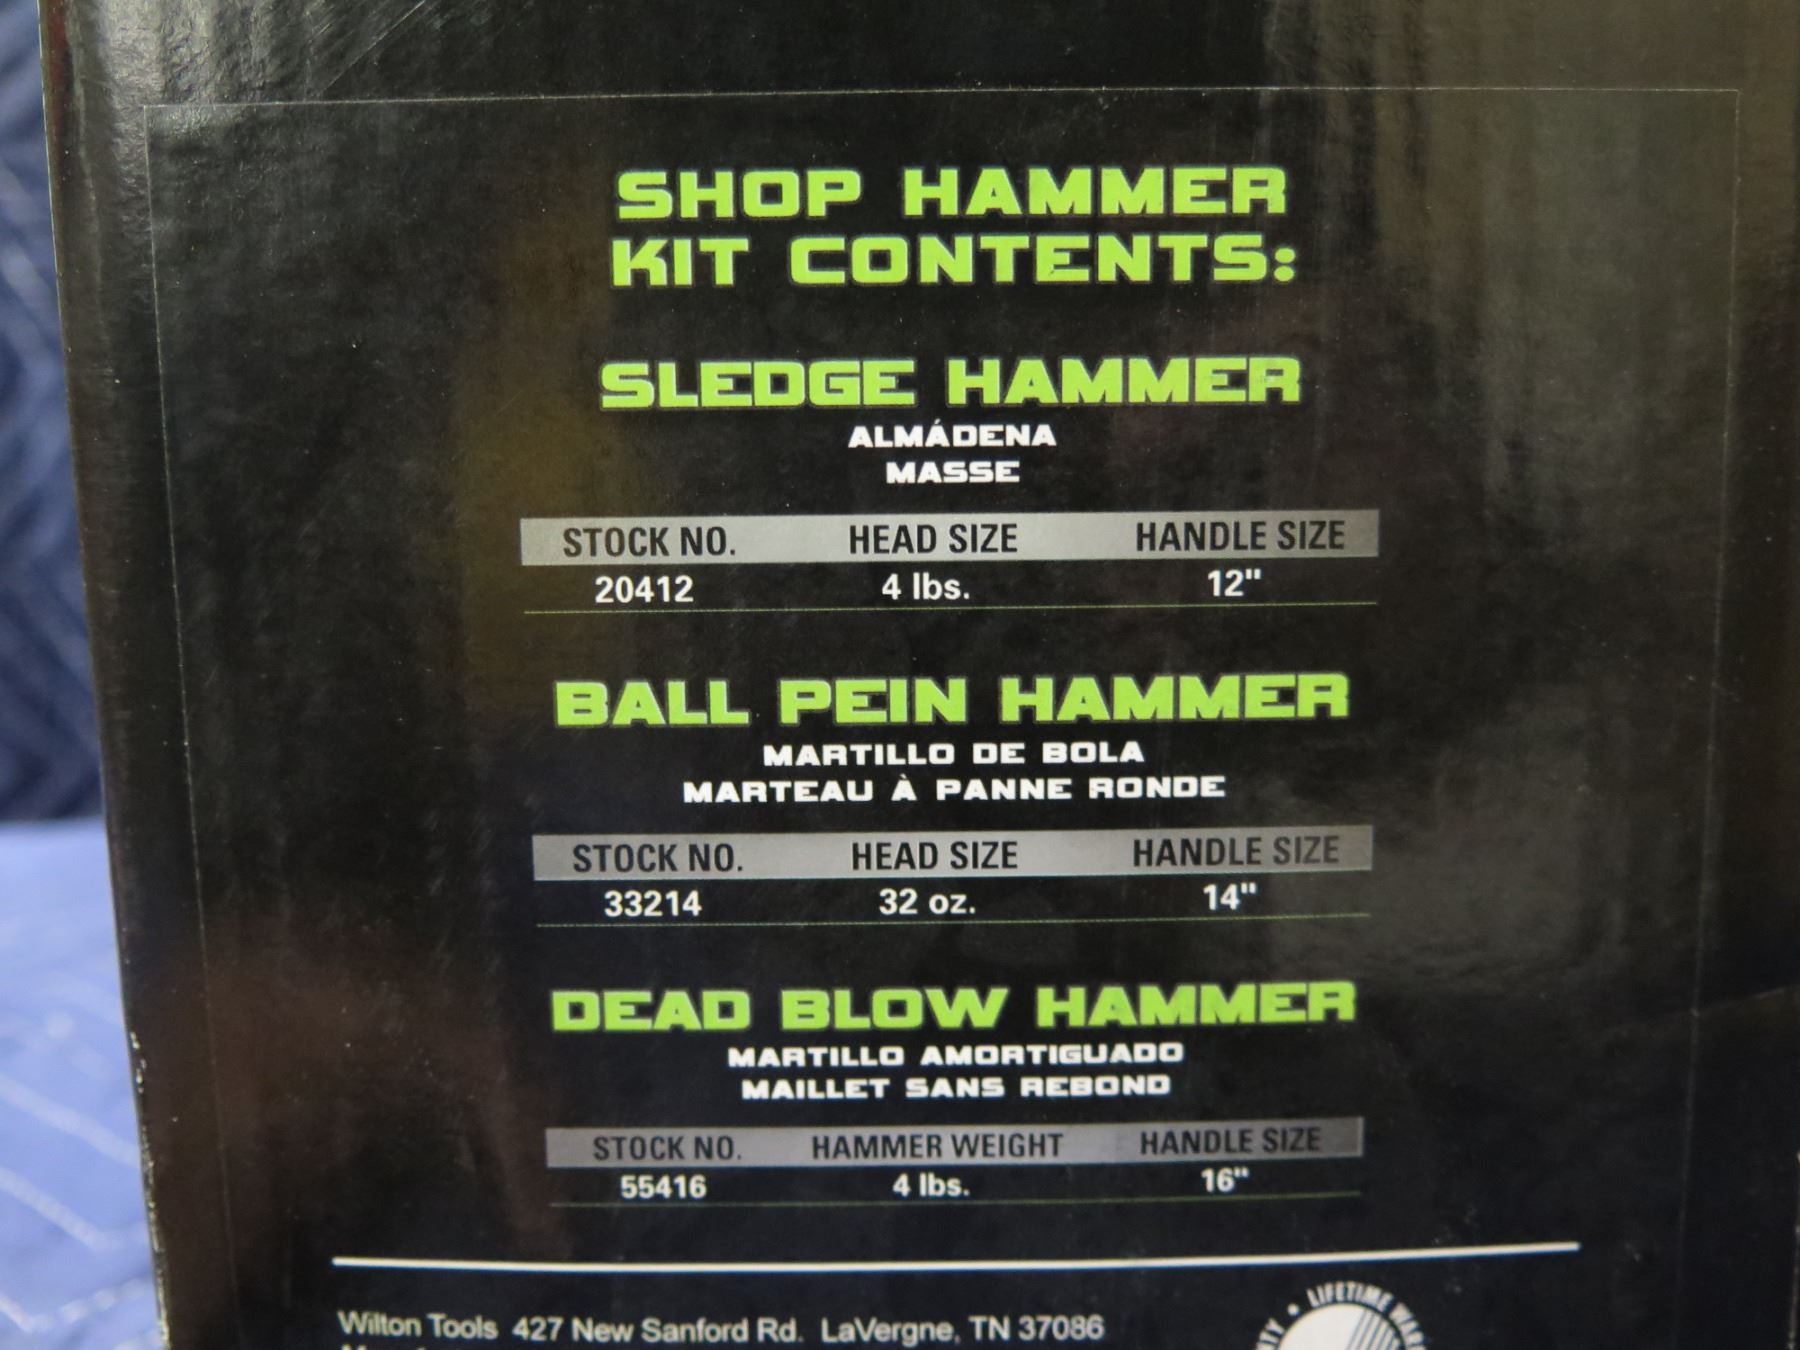 SHOP HAMMER
KIT CONTENTS:
SLEDGE HAMMER
ALMÁDENA
MASSE
STOCK NO. HEAD SIZE HANDLE SIZE
20412 4 lbs. 12"
BALL PEIN HAMMER
MARTILLO DE BOLA
MARTEAU À PANNE RONDE
STOCK NO. HEAD SIZE HANDLE SIZE
33214 32 oz. 14"
DEAD BLOW HAMMER
MARTILLO AMORTIGUADO
MAILLET SANS REBOND
STOCK NO. HAMMER WEIGHT HANDLE SIZE
55416 4 lbs. 16"
Wilton Tools 427 New Sanford Rd. LaVergne, TN 37086
LIFETIME